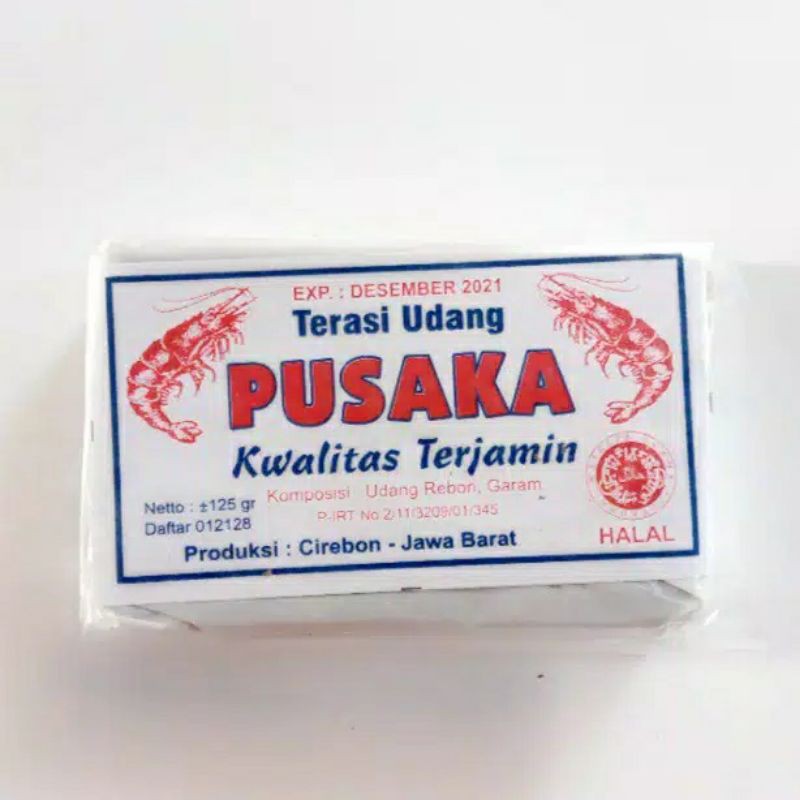 EXP. : DESEMBER 2021
Terasi Udang
PUSAKA
Kwalitas Terjamin
Komposisi Udang Rebon, Garam
Netto : ±125 gr
P-IRT No 2/11/3209/01/345
Daftar 012128
Produksi : Cirebon - Jawa Barat
HALAL